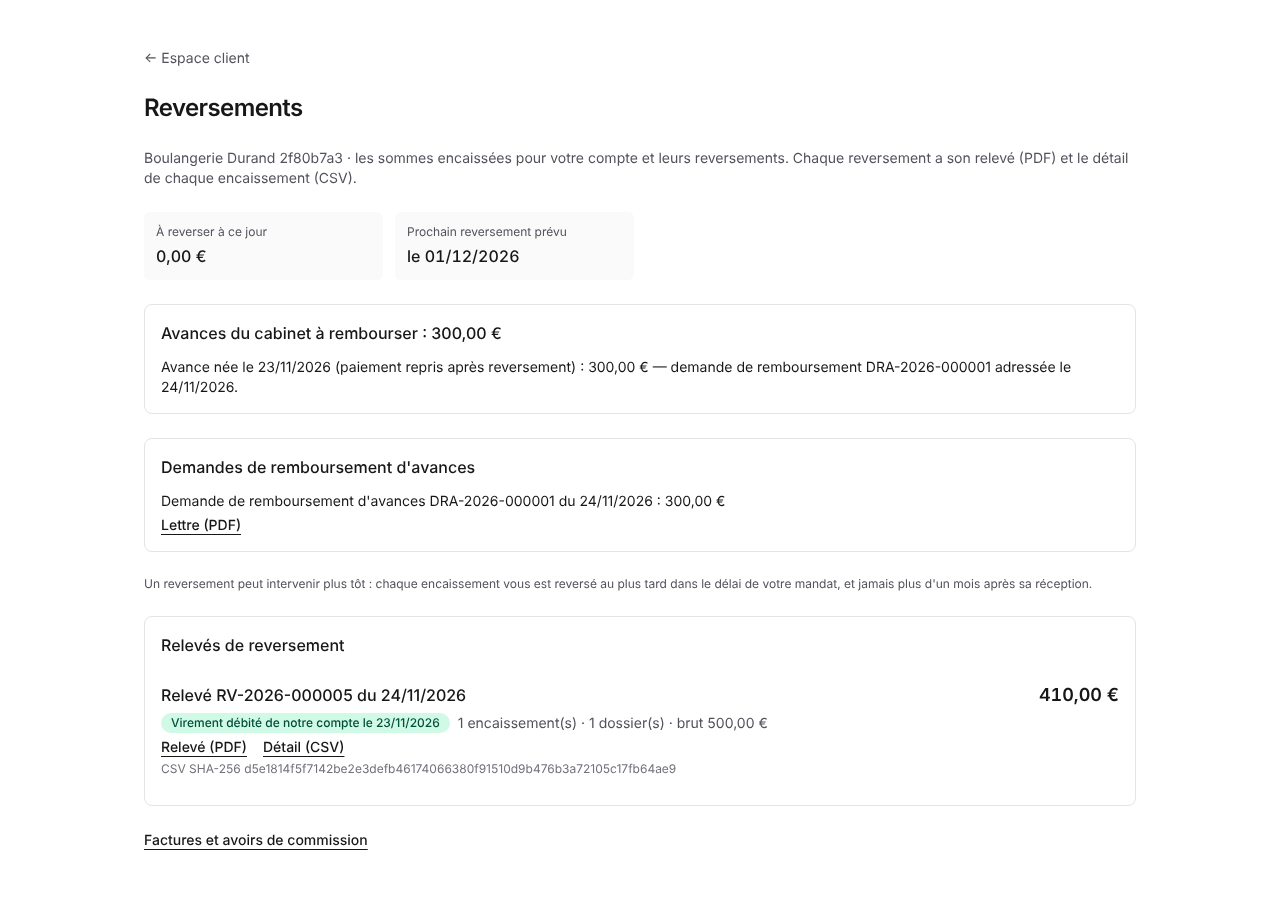 ← Espace client
Reversements
Boulangerie Durand 2f80b7a3 · les sommes encaissées pour votre compte et leurs reversements. Chaque reversement a son relevé (PDF) et le détail
de chaque encaissement (CSV).
À reverser à ce jour
0,00 €
Prochain reversement prévu
le 01/12/2026
Avances du cabinet à rembourser : 300,00 €
Avance née le 23/11/2026 (paiement repris après reversement) : 300,00 € — demande de remboursement DRA-2026-000001 adressée le
24/11/2026.
Demandes de remboursement d'avances
Demande de remboursement d'avances DRA-2026-000001 du 24/11/2026 : 300,00 €
Lettre (PDF)
Un reversement peut intervenir plus tôt : chaque encaissement vous est reversé au plus tard dans le délai de votre mandat, et jamais plus d'un mois après sa réception.
Relevés de reversement
Relevé RV-2026-000005 du 24/11/2026 410,00 €
Virement débité de notre compte le 23/11/2026 1 encaissement(s) · 1 dossier(s) · brut 500,00 €
Relevé (PDF) Détail (CSV)
CSV SHA-256 d5e1814f5f7142be2e3defb46174066380f91510d9b476b3a72105c17fb64ae9
Factures et avoirs de commission